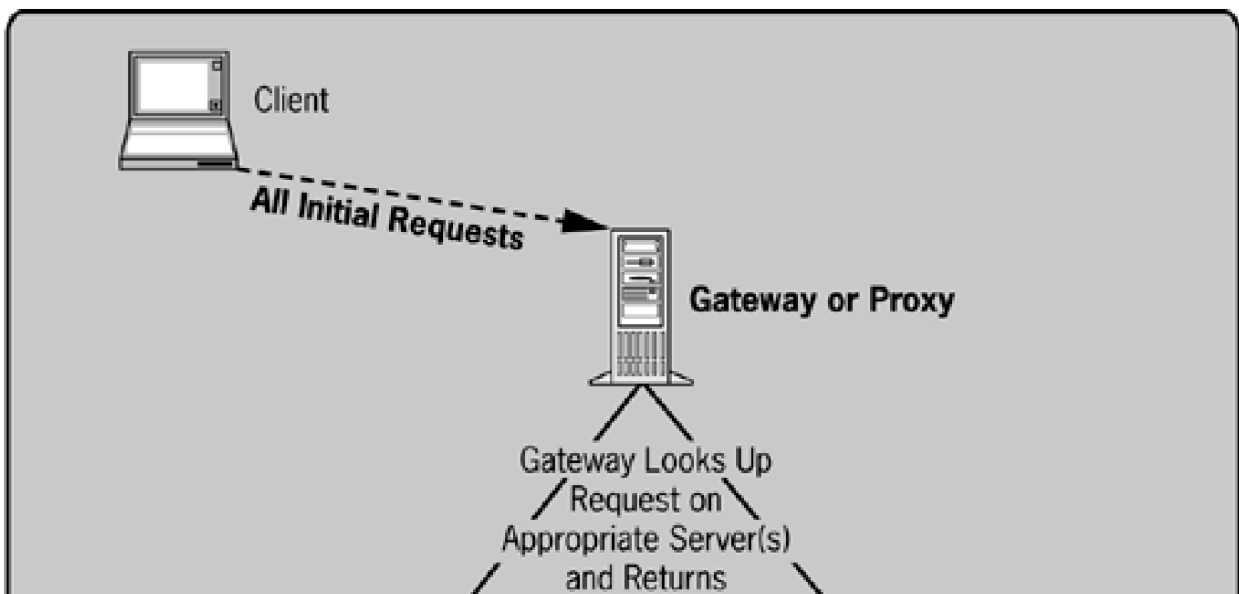 Client
All Initial Requests
Gateway or Proxy
Gateway Looks Up
Request on
Appropriate Server(s)
and Returns